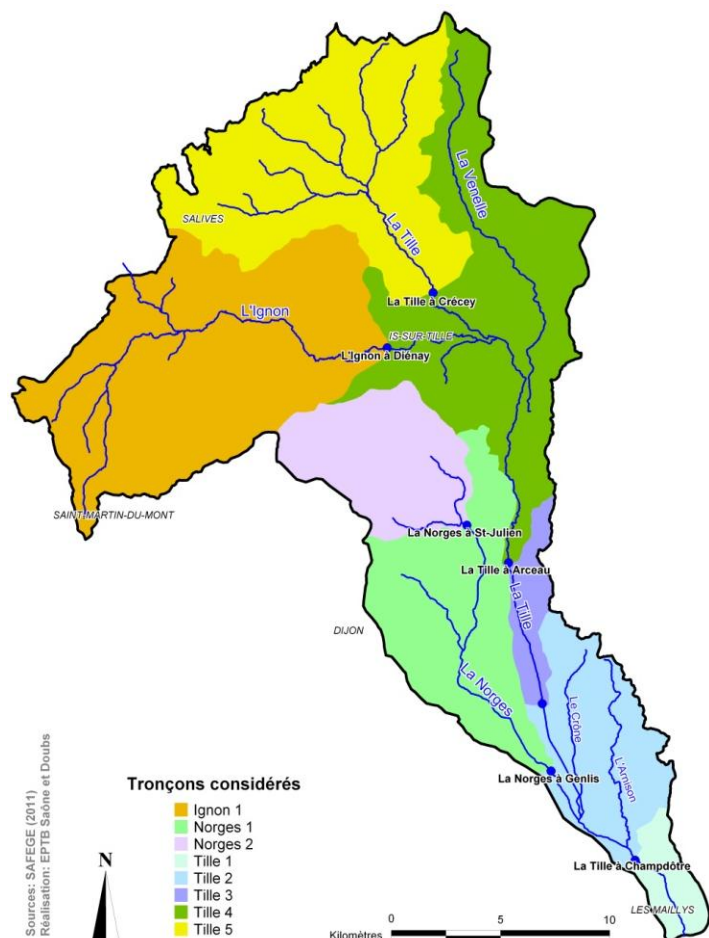 La Venelle
SALIVES
La Tille
La Tille à Crécey
L'Ignon
IS-SUR-TILLE
L'Ignon à Diénay
SAINT-MARTIN-DU-MONT
La Norges à St-Julien
La Tille à Arceau
La Tille
DIJON
La Norges
Le Crône
L'Arnison
La Norges à Genlis
La Tille à Champdôtre
LES MAILLYS
Tronçons considérés
Ignon 1
Norges 1
Norges 2
Tille 1
Tille 2
Tille 3
Tille 4
Tille 5
Sources: SAFEGE (2011)
Réalisation: EPTB Saône et Doubs
N
0 5 10
Kilomètres